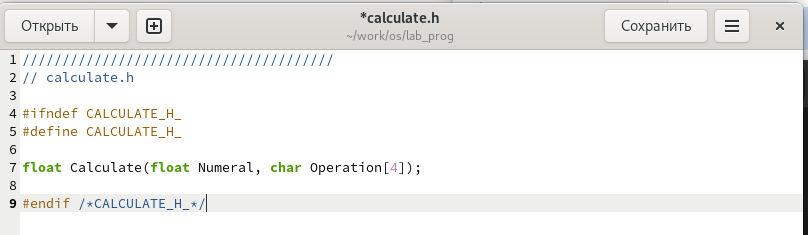 Открыть
*calculate.h
~/work/os/lab_prog
Сохранить
1 ///////////////////////////////////////
2 // calculate.h
3
4 #ifndef CALCULATE_H_
5 #define CALCULATE_H_
6
7 float Calculate(float Numeral, char Operation[4]);
8
9 #endif /*CALCULATE_H_*/